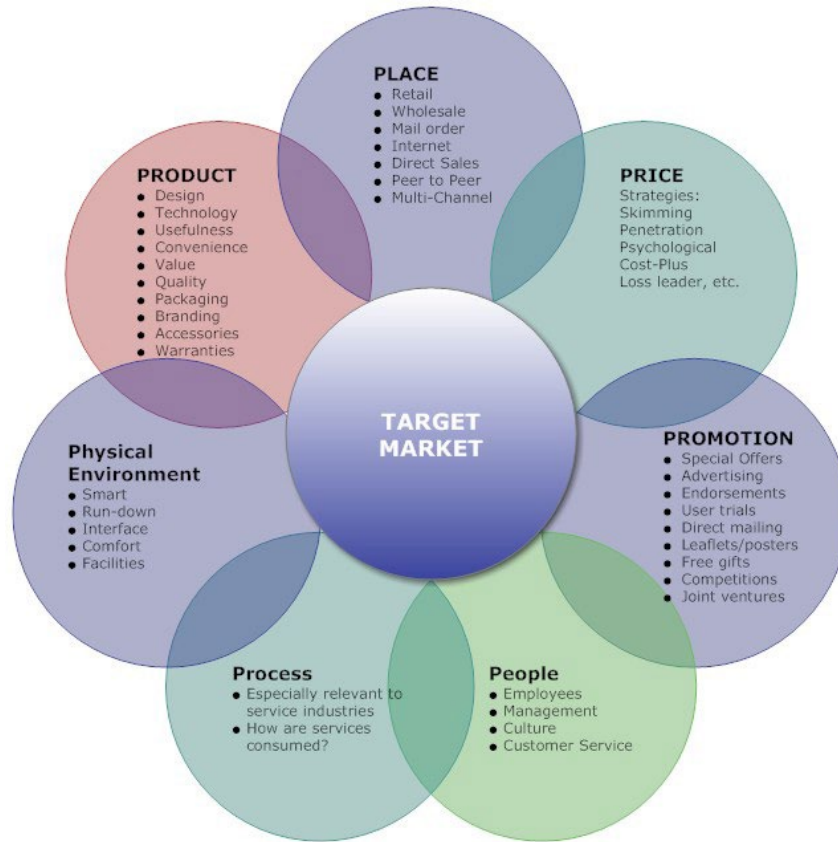 PLACE
● Retail
● Wholesale
● Mail order
● Internet
● Direct Sales
● Peer to Peer
● Multi-Channel
PRODUCT
● Design
● Technology
● Usefulness
● Convenience
● Value
● Quality
● Packaging
● Branding
● Accessories
● Warranties
PRICE
Strategies:
Skimming
Penetration
Psychological
Cost-Plus
Loss leader, etc.
TARGET
MARKET
Physical
Environment
● Smart
● Run-down
● Interface
● Comfort
● Facilities
PROMOTION
● Special Offers
● Advertising
● Endorsements
● User trials
● Direct mailing
● Leaflets/posters
● Free gifts
● Competitions
● Joint ventures
Process
● Especially relevant to
service industries
● How are services
consumed?
People
● Employees
● Management
● Culture
● Customer Service